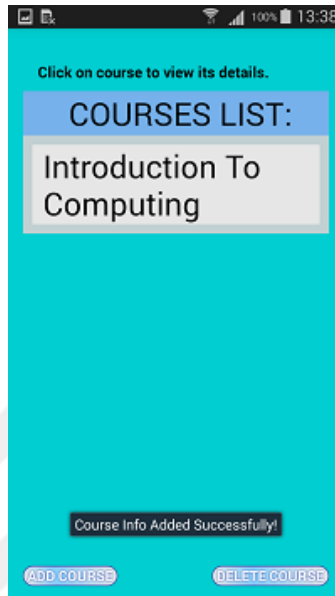 100% 13:38
Click on course to view its details.
COURSES LIST:
Introduction To
Computing
Course Info Added Successfully!
ADD COURSE DELETE COURSE